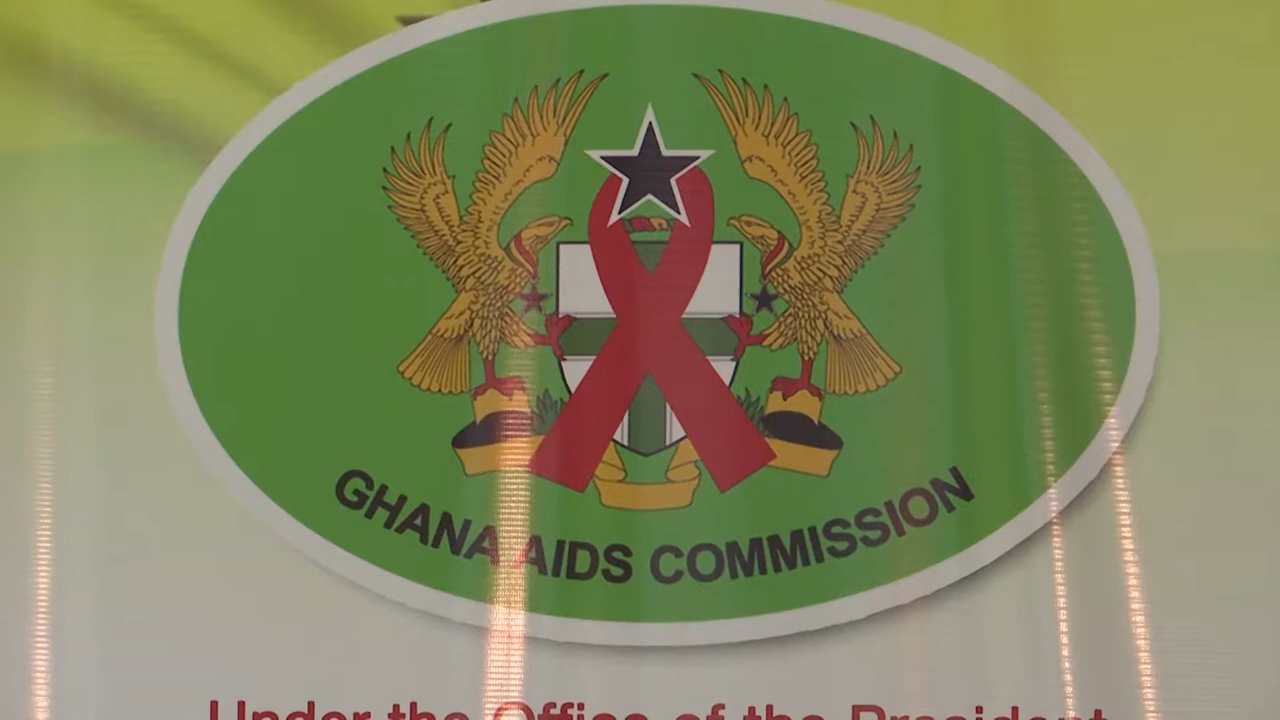 GHANA AIDS COMMISSION
Under the Office of the President